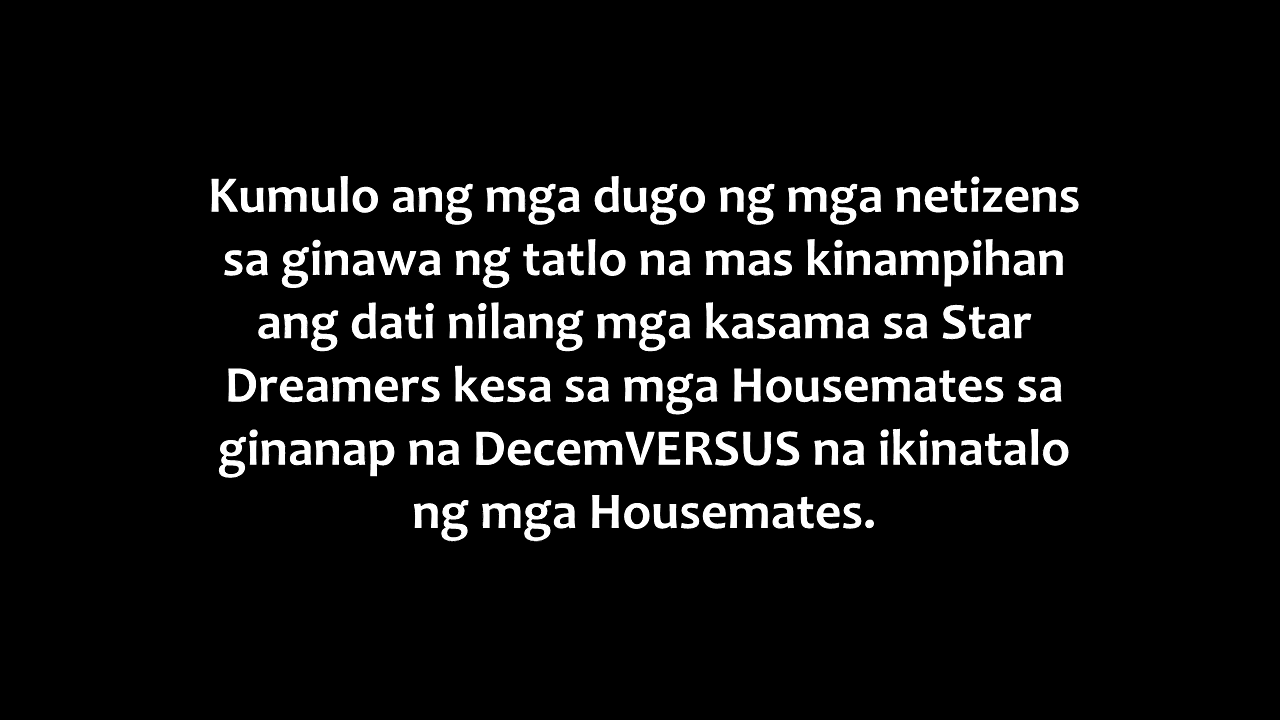 Kumulo ang mga dugo ng mga netizens
sa ginawa ng tatlo na mas kinampihan
ang dati nilang mga kasama sa Star
Dreamers kesa sa mga Housemates sa
ginanap na DecemVERSUS na ikinatalo
ng mga Housemates.